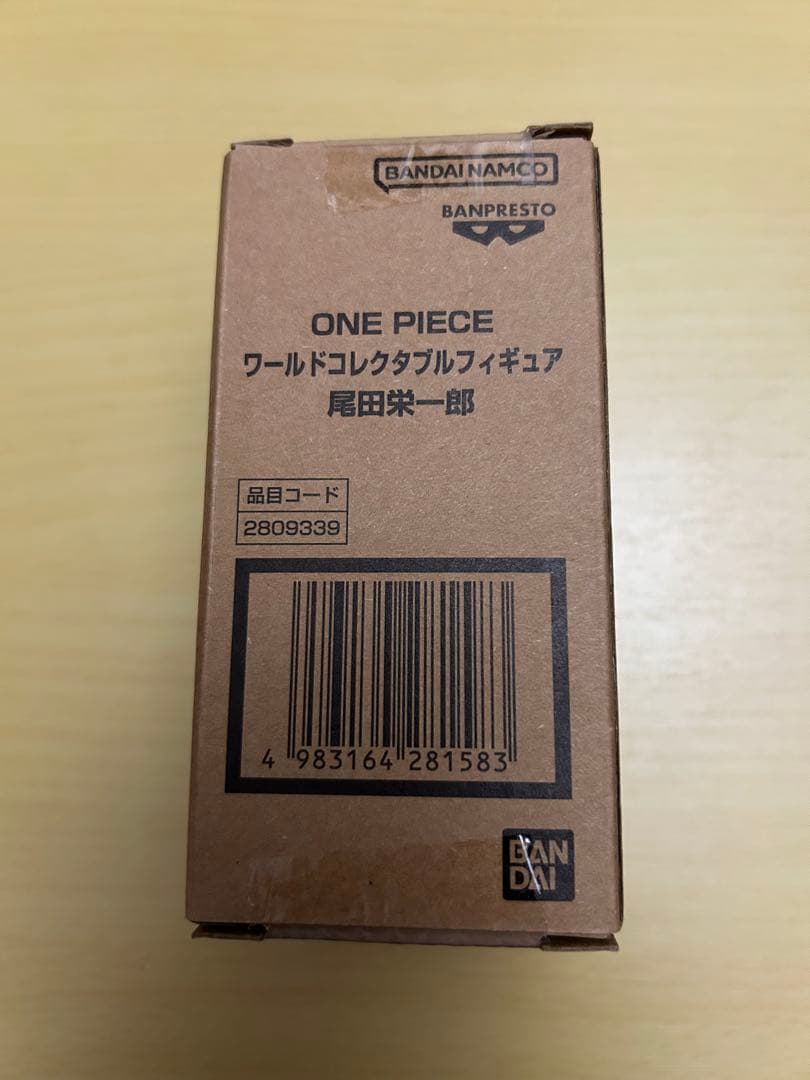 BANDAI NAMCO
BANPRESTO
ONE PIECE
ワールドコレクタブルフィギュア
尾田栄一郎
品目コード
2809339
4 983164 281583
BAN
DAI